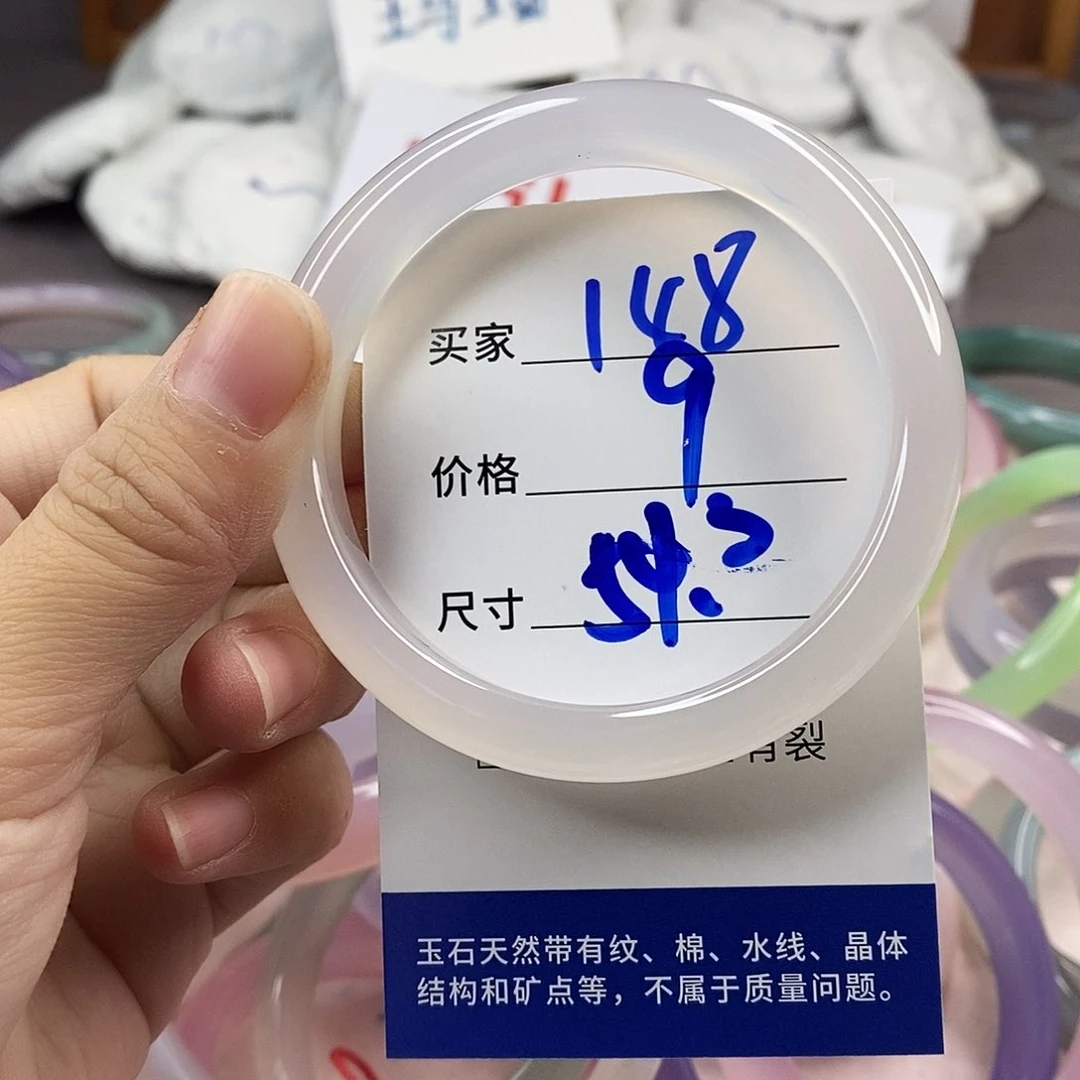 买家 148
价格 9
尺寸 54.2
有裂
玉石天然带有纹、棉、水线、晶体
结构和矿点等，不属于质量问题。